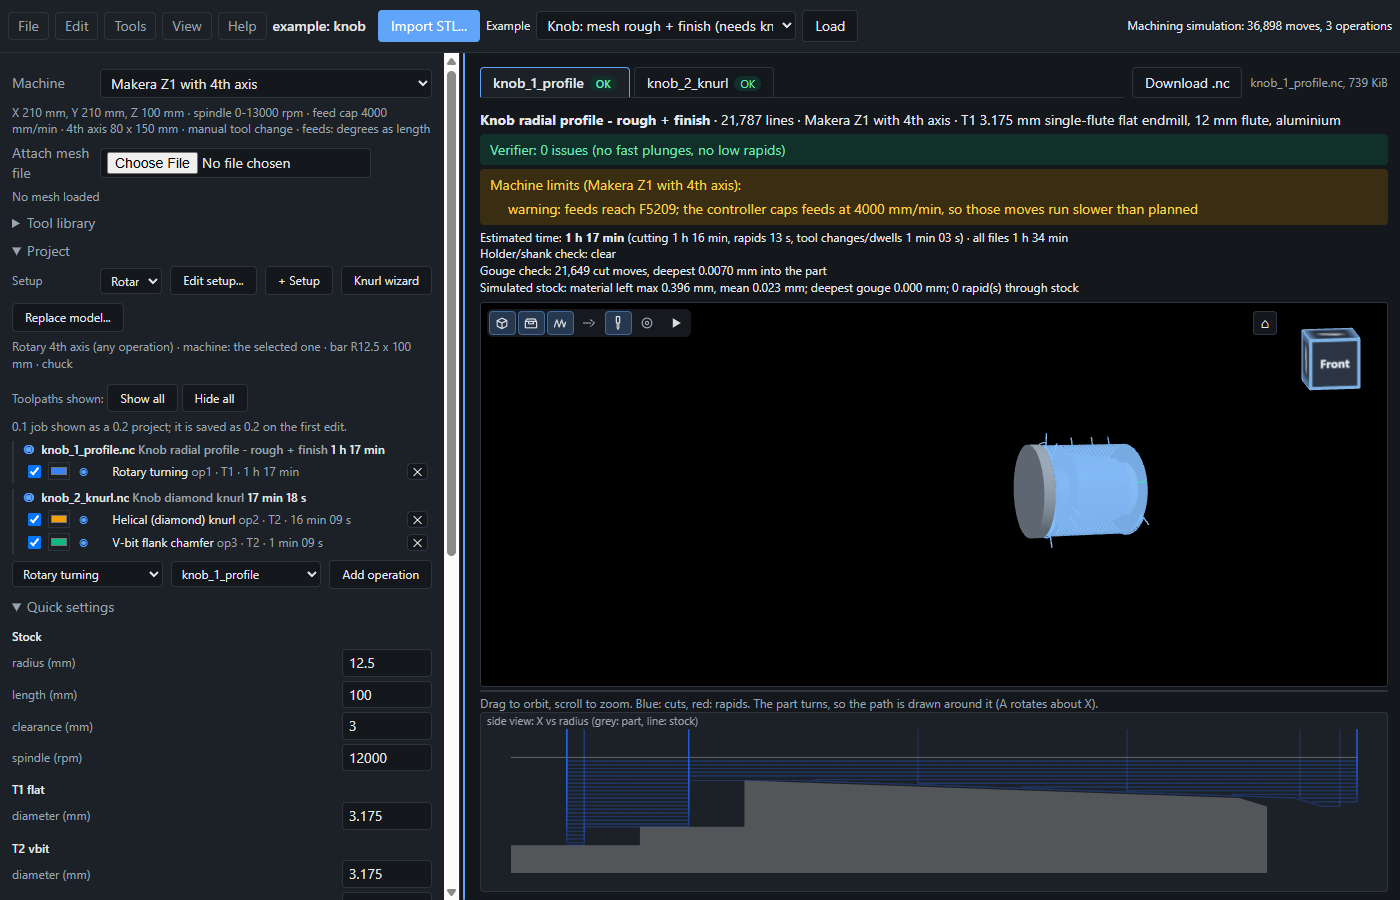 File Edit Tools View Help example: knob Import STL... Example Knob: mesh rough + finish (needs kn Load Machining simulation: 36,898 moves, 3 operations
Machine Makera Z1 with 4th axis
X 210 mm, Y 210 mm, Z 100 mm · spindle 0-13000 rpm · feed cap 4000
mm/min · 4th axis 80 x 150 mm · manual tool change · feeds: degrees as length
Attach mesh file Choose File No file chosen
No mesh loaded
Tool library
Project
Setup Rotar Edit setup... + Setup Knurl wizard
Replace model...
Rotary 4th axis (any operation) · machine: the selected one · bar R12.5 x 100
mm · chuck
Toolpaths shown: Show all Hide all
0.1 job shown as a 0.2 project; it is saved as 0.2 on the first edit.
knob_1_profile.nc Knob radial profile - rough + finish 1 h 17 min
Rotary turning op1 · T1 · 1 h 17 min
knob_2_knurl.nc Knob diamond knurl 17 min 18 s
Helical (diamond) knurl op2 · T2 · 16 min 09 s
V-bit flank chamfer op3 · T2 · 1 min 09 s
Rotary turning knob_1_profile Add operation
Quick settings
Stock
radius (mm) 12.5
length (mm) 100
clearance (mm) 3
spindle (rpm) 12000
T1 flat
diameter (mm) 3.175
T2 vbit
diameter (mm) 3.175
knob_1_profile OK knob_2_knurl OK Download .nc knob_1_profile.nc, 739 KiB
Knob radial profile - rough + finish · 21,787 lines · Makera Z1 with 4th axis · T1 3.175 mm single-flute flat endmill, 12 mm flute, aluminium
Verifier: 0 issues (no fast plunges, no low rapids)
Machine limits (Makera Z1 with 4th axis):
warning: feeds reach F5209; the controller caps feeds at 4000 mm/min, so those moves run slower than planned
Estimated time: 1 h 17 min (cutting 1 h 16 min, rapids 13 s, tool changes/dwells 1 min 03 s) · all files 1 h 34 min
Holder/shank check: clear
Gouge check: 21,649 cut moves, deepest 0.0070 mm into the part
Simulated stock: material left max 0.396 mm, mean 0.023 mm; deepest gouge 0.000 mm; 0 rapid(s) through stock
Front
Drag to orbit, scroll to zoom. Blue: cuts, red: rapids. The part turns, so the path is drawn around it (A rotates about X).
side view: X vs radius (grey: part, line: stock)